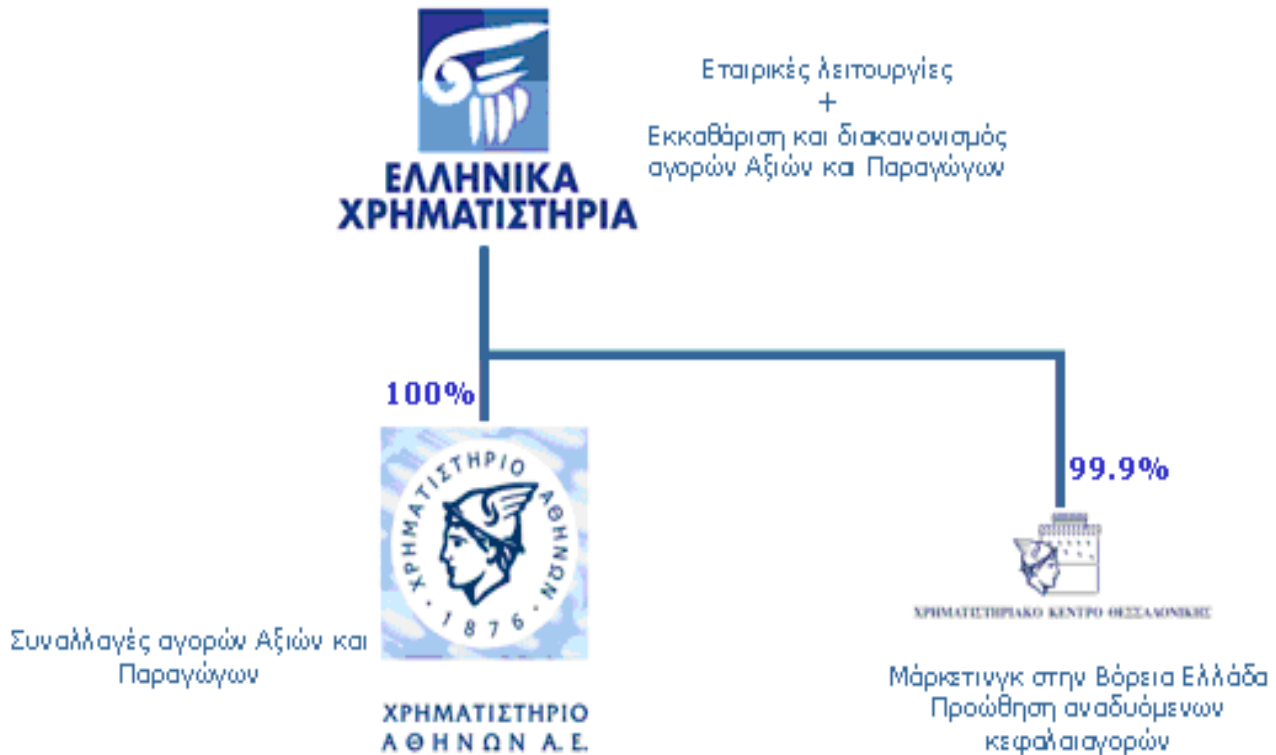 ΕΛΛΗΝΙΚΑ
ΧΡΗΜΑΤΙΣΤΗΡΙΑ
Εταιρικές λειτουργίες
+
Εκκαθάριση και διακανονισμός
αγορών Αξιών και Παραγώγων
100%
99.9%
ΧΡΗΜΑΤΙΣΤΗΡΙΟ ΑΘΗΝΩΝ
· 1876 ·
ΧΡΗΜΑΤΙΣΤΗΡΙΑΚΟ ΚΕΝΤΡΟ ΘΕΣΣΑΛΟΝΙΚΗΣ
Συναλλαγές αγορών Αξιών και
Παραγώγων
ΧΡΗΜΑΤΙΣΤΗΡΙΟ
ΑΘΗΝΩΝ Α.Ε.
Μάρκετινγκ στην Βόρεια Ελλάδα
Προώθηση αναδυόμενων
κεφαλαιαγορών